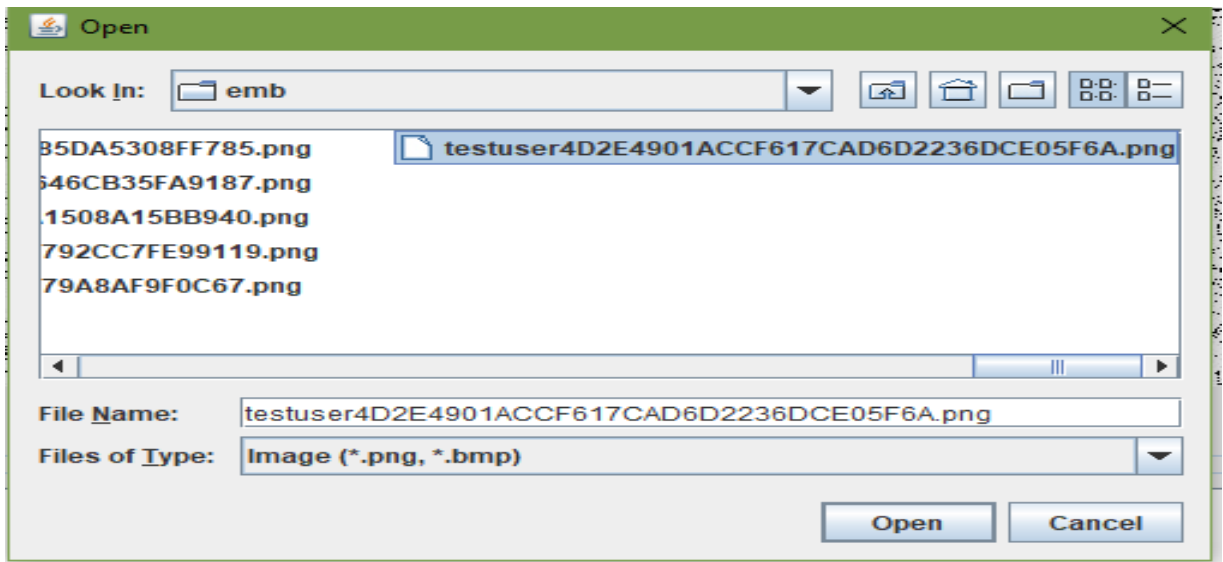 Open
Look In: emb
85DA5308FF785.png
testuser4D2E4901ACCF617CAD6D2236DCE05F6A.png
646CB35FA9187.png
1508A15BB940.png
792CC7FE99119.png
79A8AF9F0C67.png
File Name: testuser4D2E4901ACCF617CAD6D2236DCE05F6A.png
Files of Type: Image (*.png, *.bmp)
Open Cancel